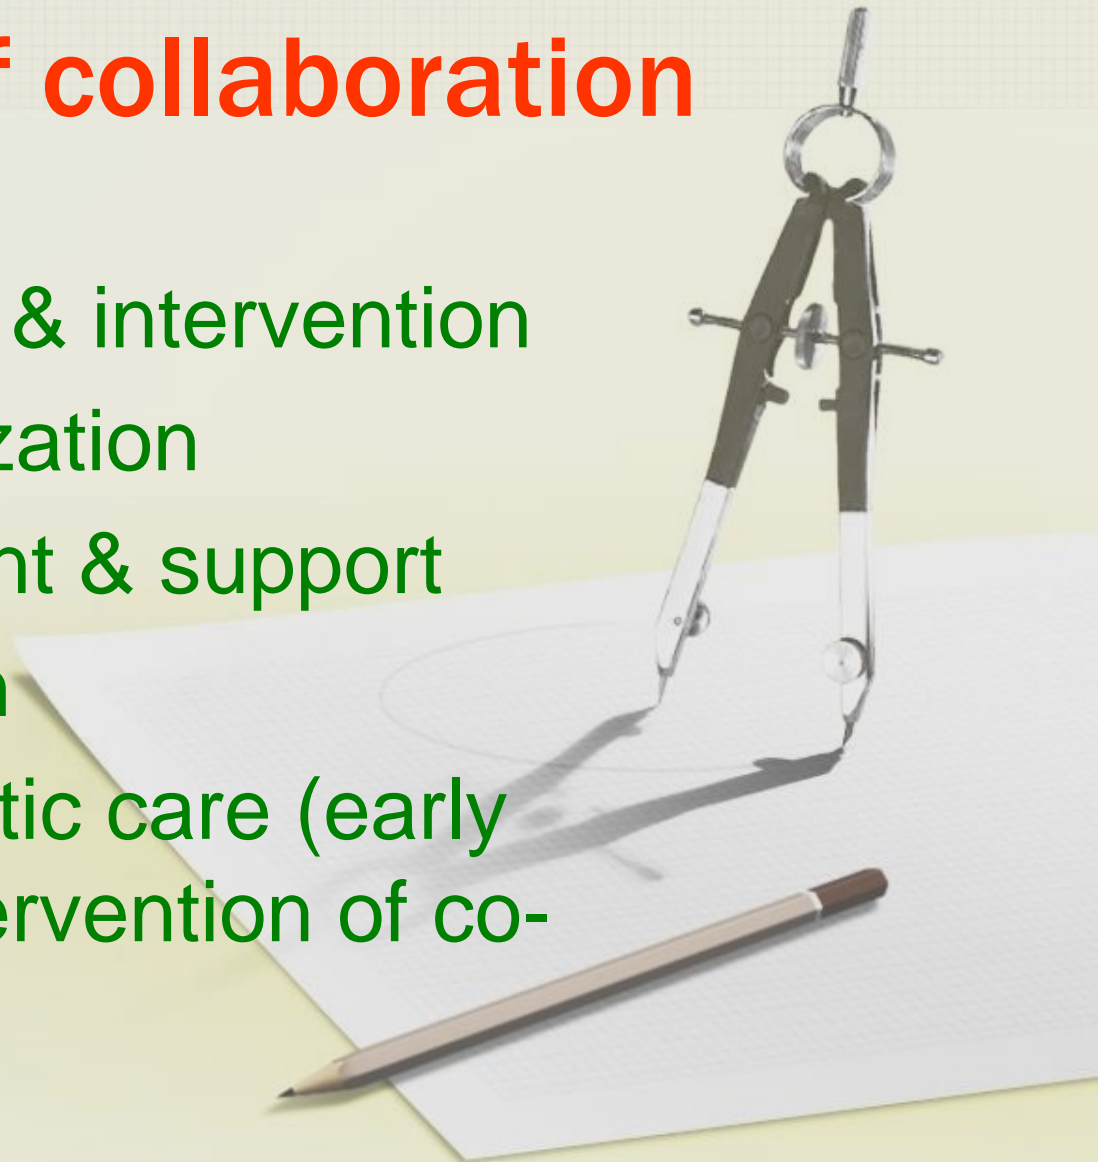 f collaboration
& intervention
zation
nt & support
n
tic care (early
ervention of co-